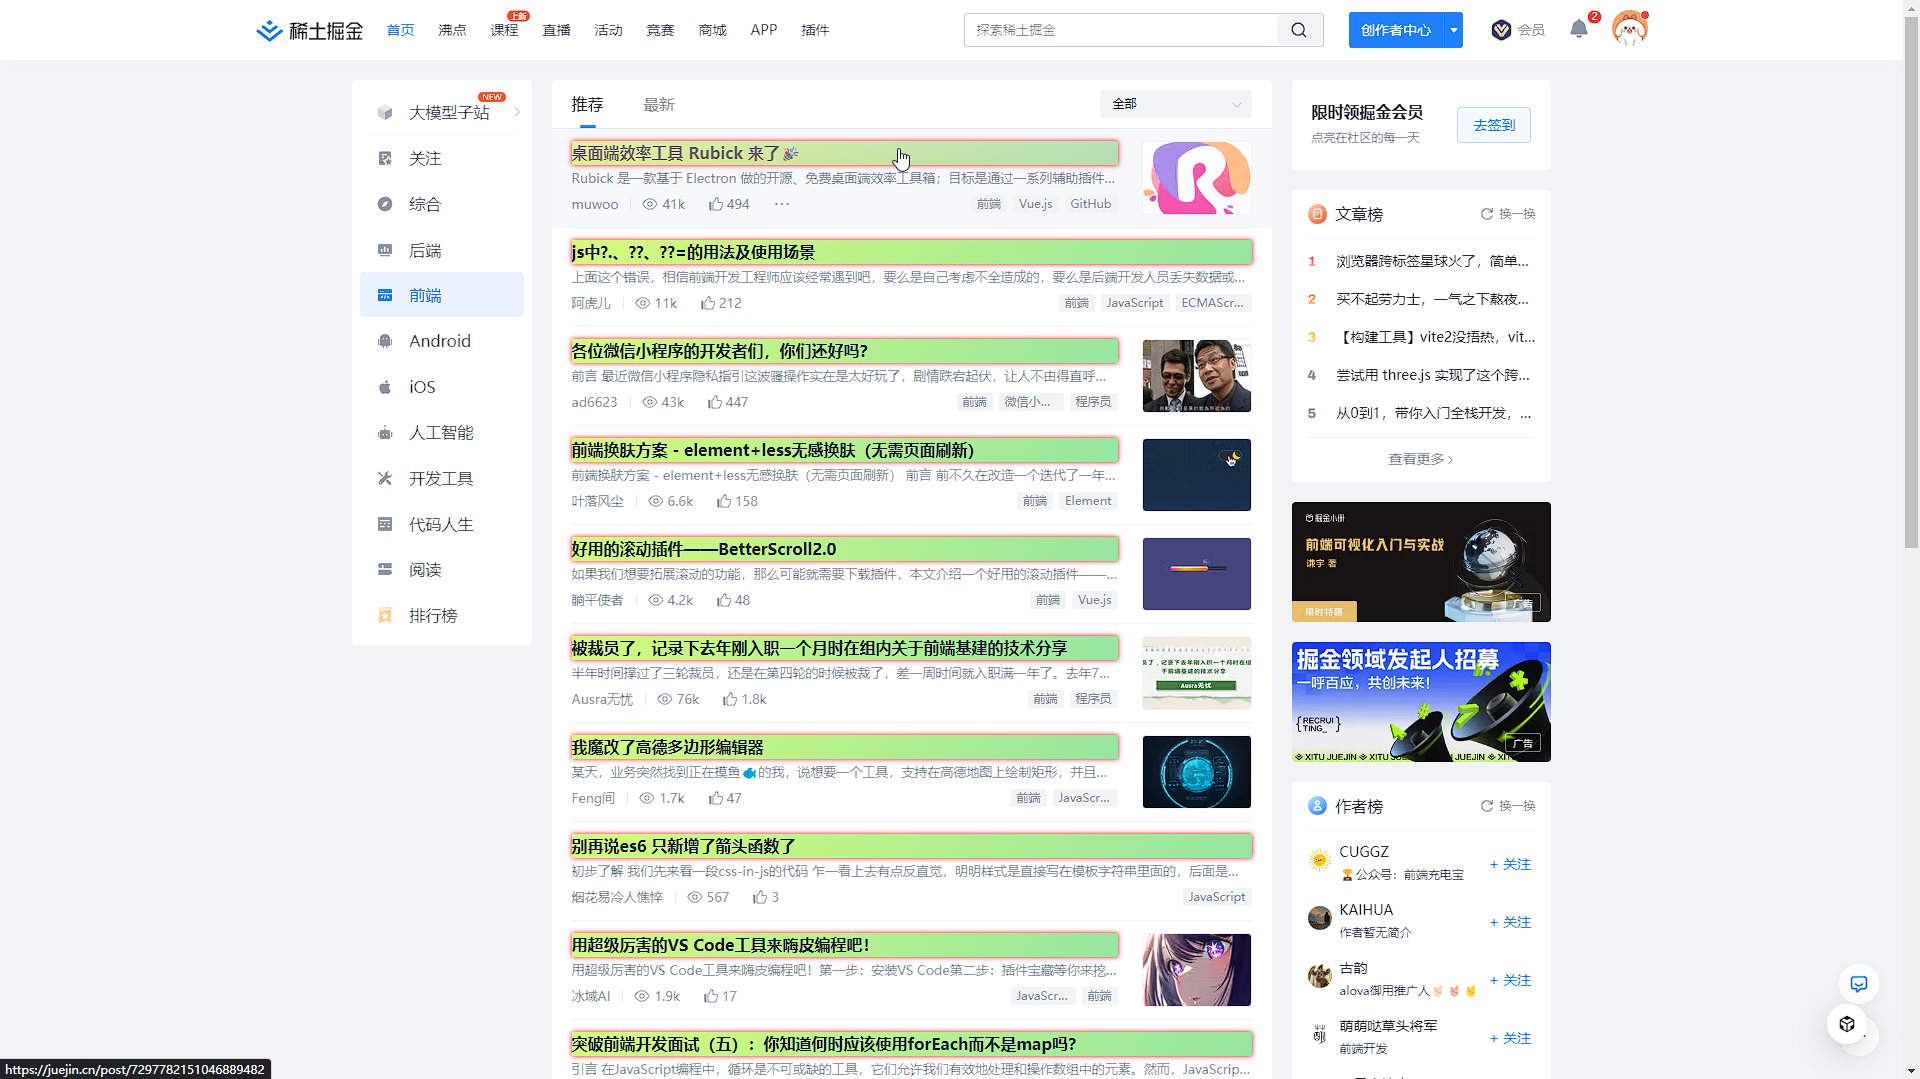 稀土掘金
首页
沸点
课程
上新
直播
活动
竞赛
商城
APP
插件
探索稀土掘金
创作者中心
会员
2
大模型子站
NEW
关注
综合
后端
前端
Android
iOS
人工智能
开发工具
代码人生
阅读
排行榜
推荐
最新
全部
桌面端效率工具 Rubick 来了🎉
Rubick 是一款基于 Electron 做的开源、免费桌面端效率工具箱；目标是通过一系列辅助插件...
muwoo 41k 494 ...
前端 Vue.js GitHub
js中?.、??、??=的用法及使用场景
上面这个错误，相信前端开发工程师应该经常遇到吧，要么是自己考虑不全造成的，要么是后端开发人员丢失数据或...
阿虎儿 11k 212
前端 JavaScript ECMAScr...
各位微信小程序的开发者们，你们还好吗？
前言 最近微信小程序隐私指引这波骚操作实在是太好玩了，剧情跌宕起伏，让人不由得直呼...
ad6623 43k 447
前端 微信小... 程序员
前端换肤方案 - element+less无感换肤（无需页面刷新）
前端换肤方案 - element+less无感换肤（无需页面刷新） 前言 前不久在改造一个迭代了一年...
叶落风尘 6.6k 158
前端 Element
好用的滚动插件——BetterScroll2.0
如果我们想要拓展滚动的功能，那么可能就需要下载插件，本文介绍一个好用的滚动插件——...
躺平使者 4.2k 48
前端 Vue.js
被裁员了，记录下去年刚入职一个月时在组内关于前端基建的技术分享
半年时间撑过了三轮裁员，还是在第四轮的时候被裁了，差一周时间就入职满一年了。去年7...
Ausra无忧 76k 1.8k
前端 程序员
员了，记录下去年刚入职一个月时在组
于前端基建的技术分享
Ausra无忧
我魔改了高德多边形编辑器
某天，业务突然找到正在摸鱼🐟的我，说想要一个工具，支持在高德地图上绘制矩形，并且...
Feng间 1.7k 47
前端 JavaScr...
别再说es6 只新增了箭头函数了
初步了解 我们先来看一段css-in-js的代码 乍一看上去有点反直觉，明明样式是直接写在模板字符串里面的，后面是...
烟花易冷人憔悴 567 3
JavaScript
用超级厉害的VS Code工具来嗨皮编程吧！
用超级厉害的VS Code工具来嗨皮编程吧！第一步：安装VS Code第二步：插件宝藏等你来挖...
冰域AI 1.9k 17
JavaScr... 前端
突破前端开发面试（五）：你知道何时应该使用forEach而不是map吗?
引言 在JavaScript编程中，循环是不可或缺的工具，它们允许我们有效地处理和操作数组中的元素。然而，JavaScrip...
限时领掘金会员
点亮在社区的每一天
去签到
文章榜
换一换
1 浏览器跨标签星球火了，简单...
2 买不起劳力士，一气之下熬夜...
3 【构建工具】vite2没捂热，vit...
4 尝试用 three.js 实现了这个跨...
5 从0到1，带你入门全栈开发，...
查看更多 ›
掘金小册
前端可视化入门与实战
谦宇 著
限时特惠
广告
掘金领域发起人招募
一呼百应，共创未来！
{RECRUI
TING_ }
广告
XITU JUEJIN XITU JUEJIN XITU JUEJIN XITU
作者榜
换一换
CUGGZ
🏆公众号：前端充电宝
+ 关注
KAIHUA
作者暂无简介
+ 关注
古韵
alova御用推广人
+ 关注
萌萌哒草头将军
前端开发
+ 关注
https://juejin.cn/post/7297782151046889482